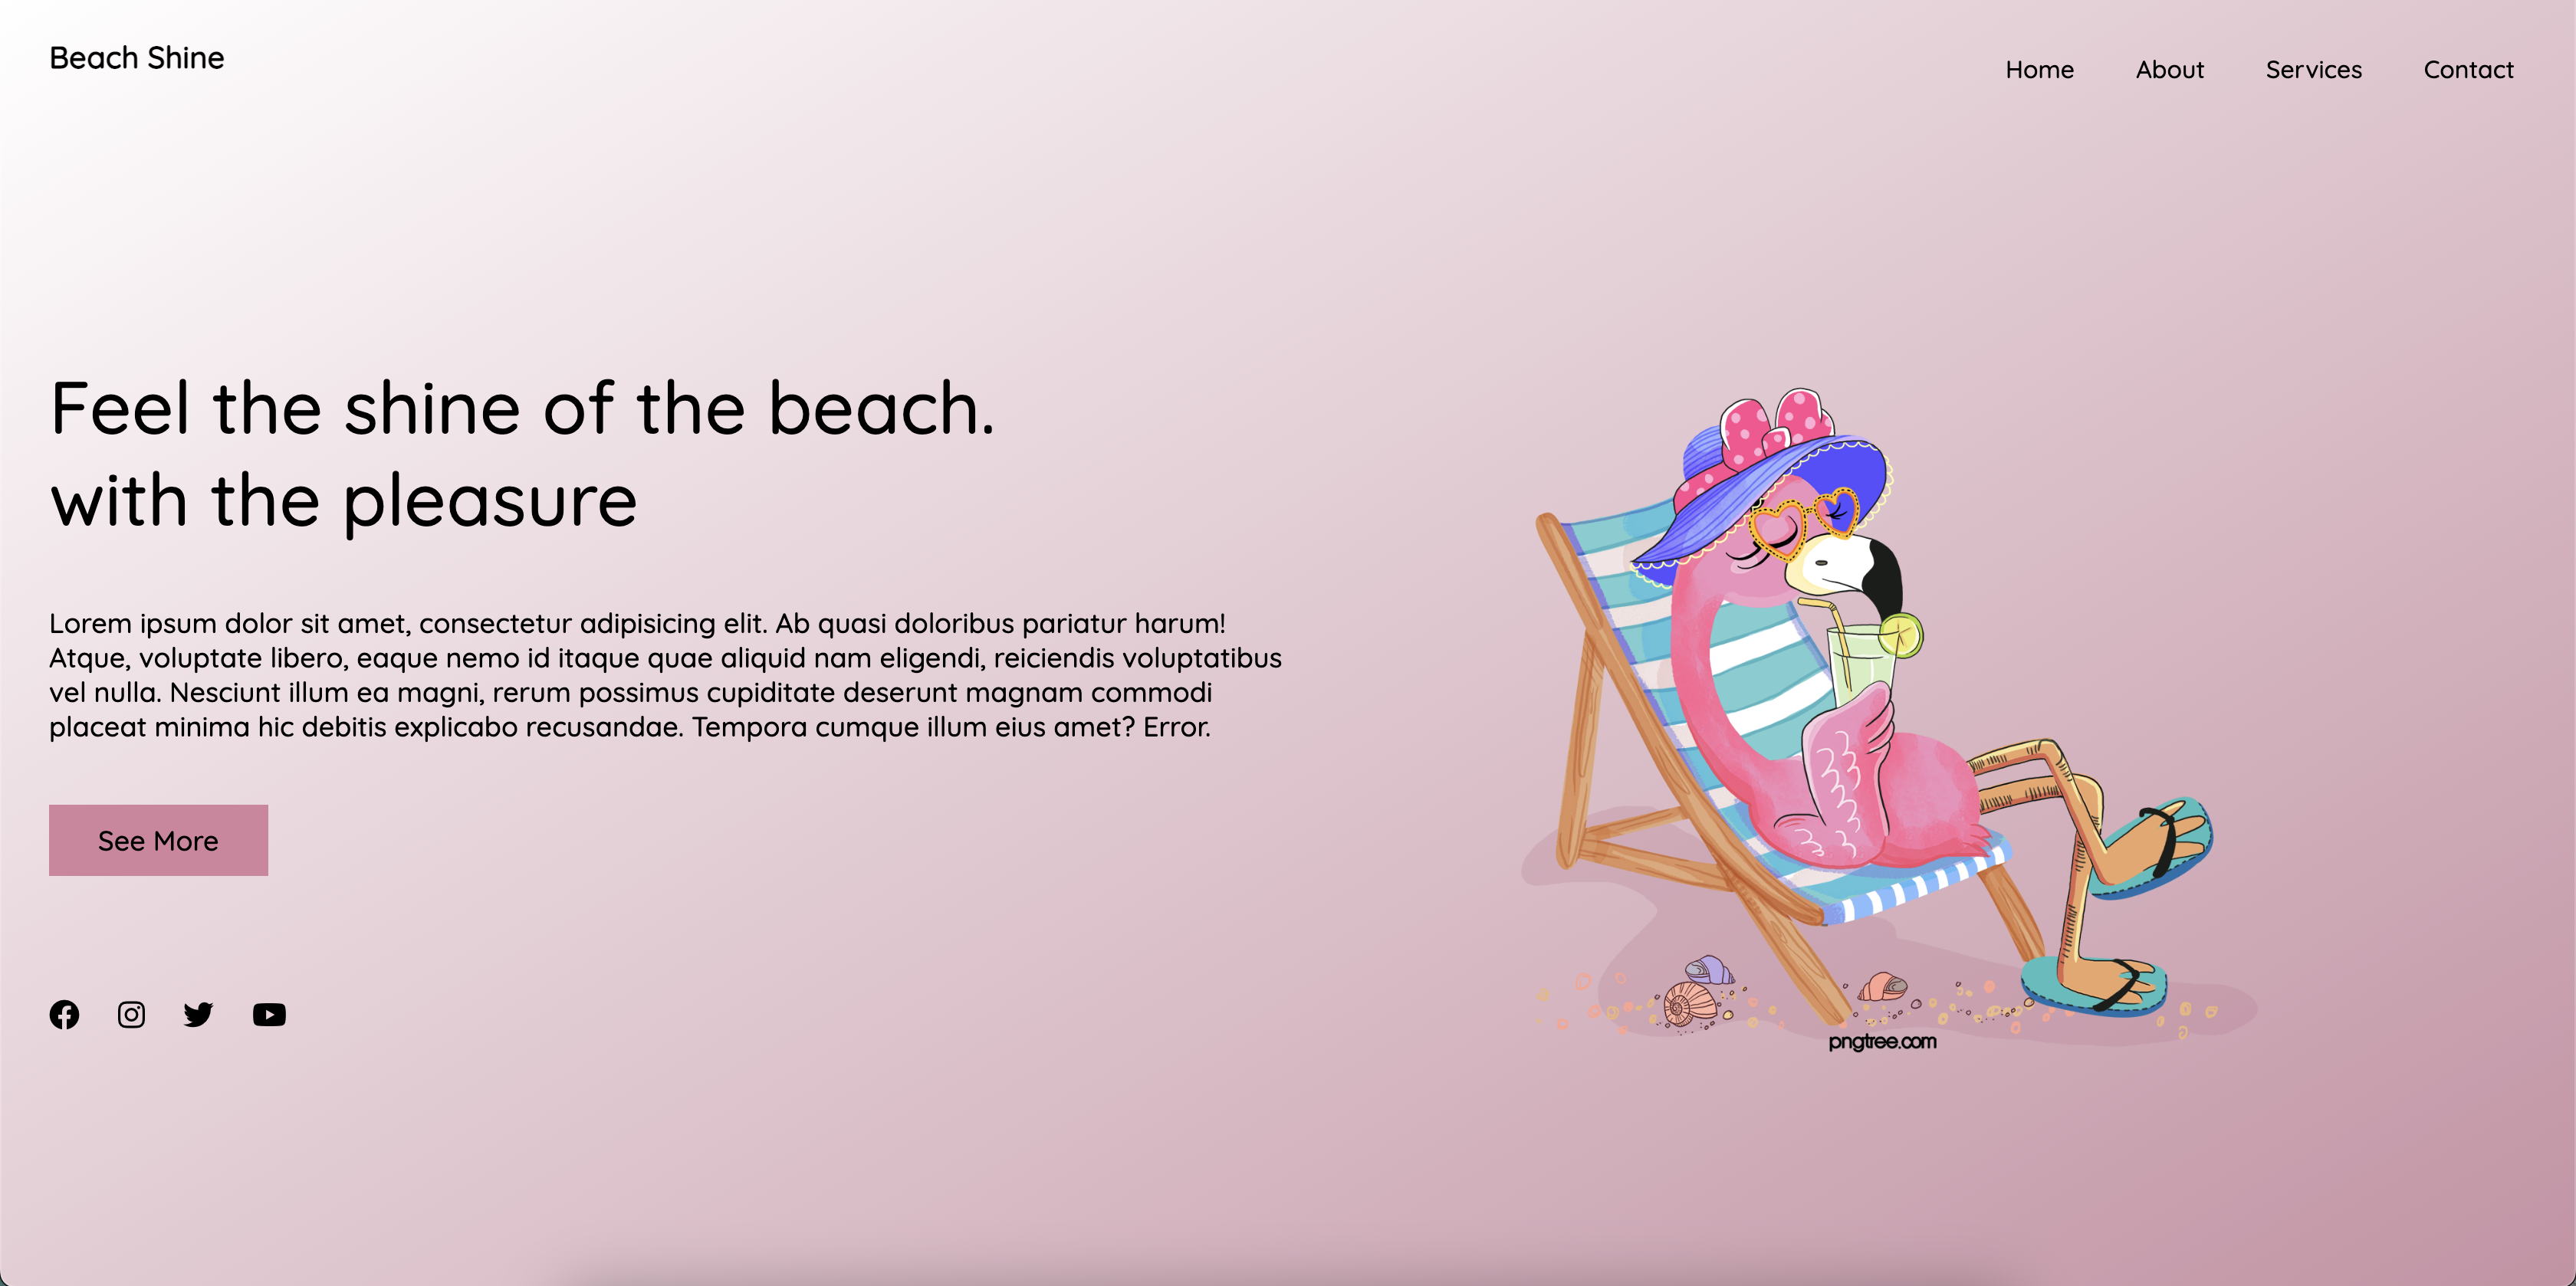 Beach Shine
Home About Services Contact
Feel the shine of the beach.
with the pleasure
Lorem ipsum dolor sit amet, consectetur adipisicing elit. Ab quasi doloribus pariatur harum!
Atque, voluptate libero, eaque nemo id itaque quae aliquid nam eligendi, reiciendis voluptatibus
vel nulla. Nesciunt illum ea magni, rerum possimus cupiditate deserunt magnam commodi
placeat minima hic debitis explicabo recusandae. Tempora cumque illum eius amet? Error.
See More
pngtree.com